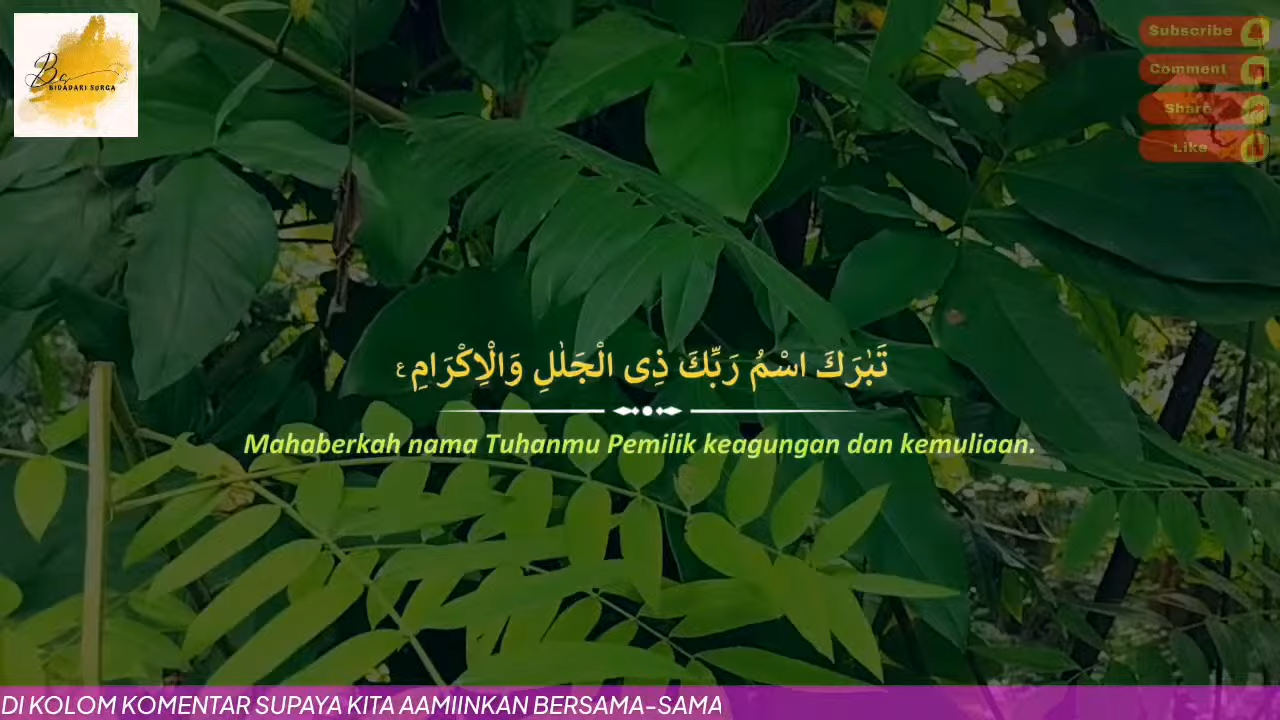 Bs
BIDADARI SURGA
Subscribe
Comment
Share
Like
تَبٰرَكَ اسْمُ رَبِّكَ ذِى الْجَلٰلِ وَالْاِكْرَامِ ࣖ
Mahaberkah nama Tuhanmu Pemilik keagungan dan kemuliaan.
DI KOLOM KOMENTAR SUPAYA KITA AAMIINKAN BERSAMA-SAMA